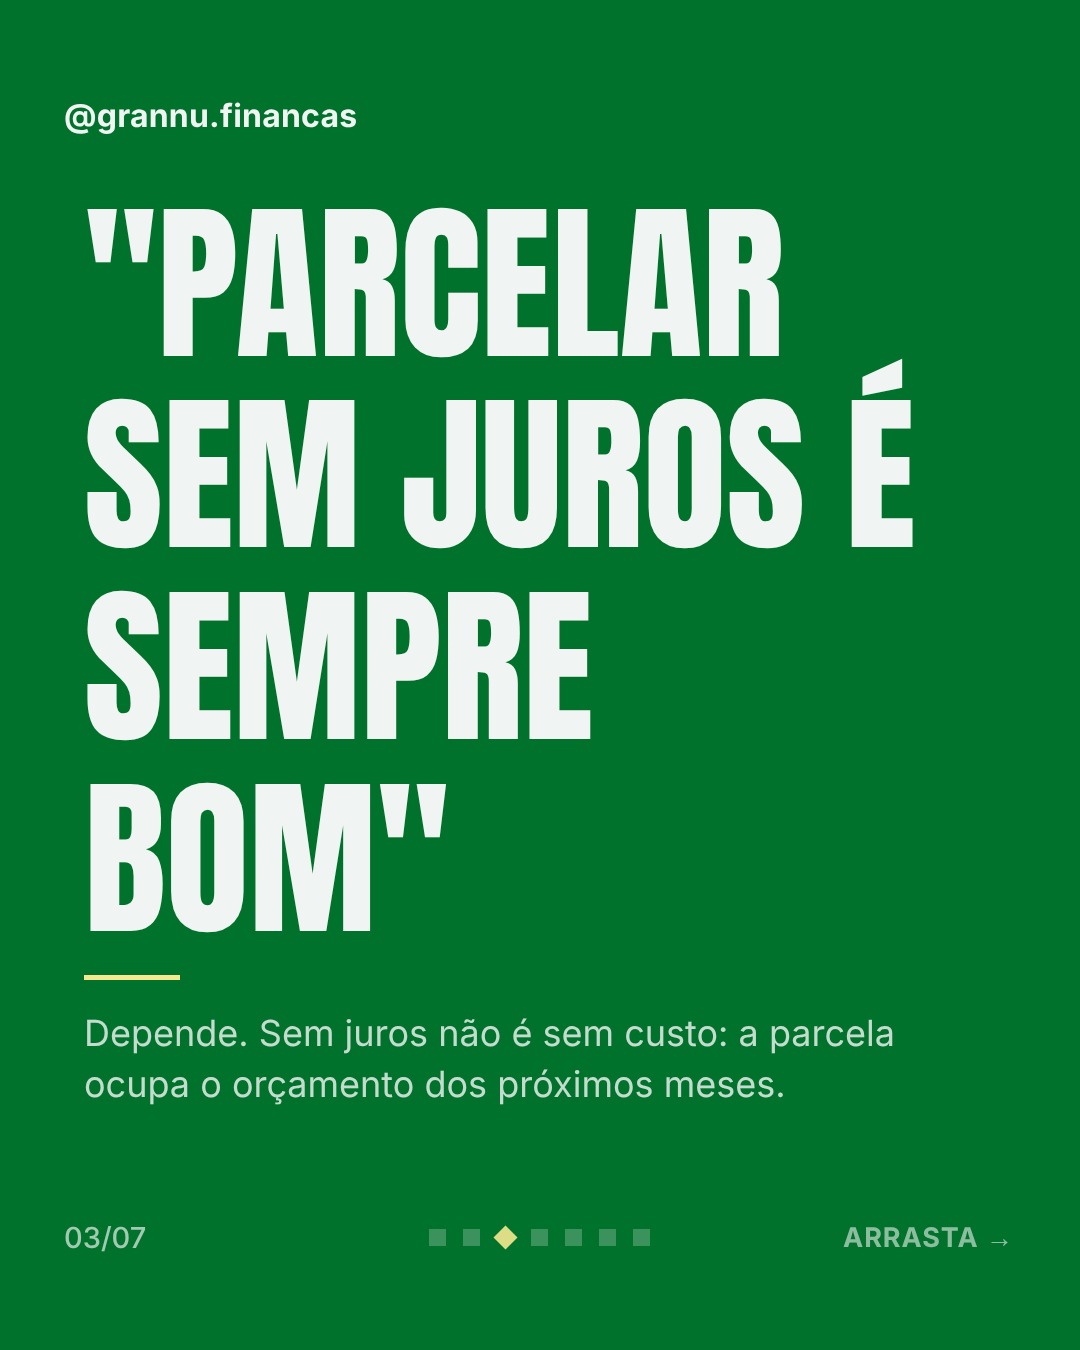 @grannu.financas
"PARCELAR
SEM JUROS É
SEMPRE
BOM"
Depende. Sem juros não é sem custo: a parcela
ocupa o orçamento dos próximos meses.
03/07
ARRASTA →